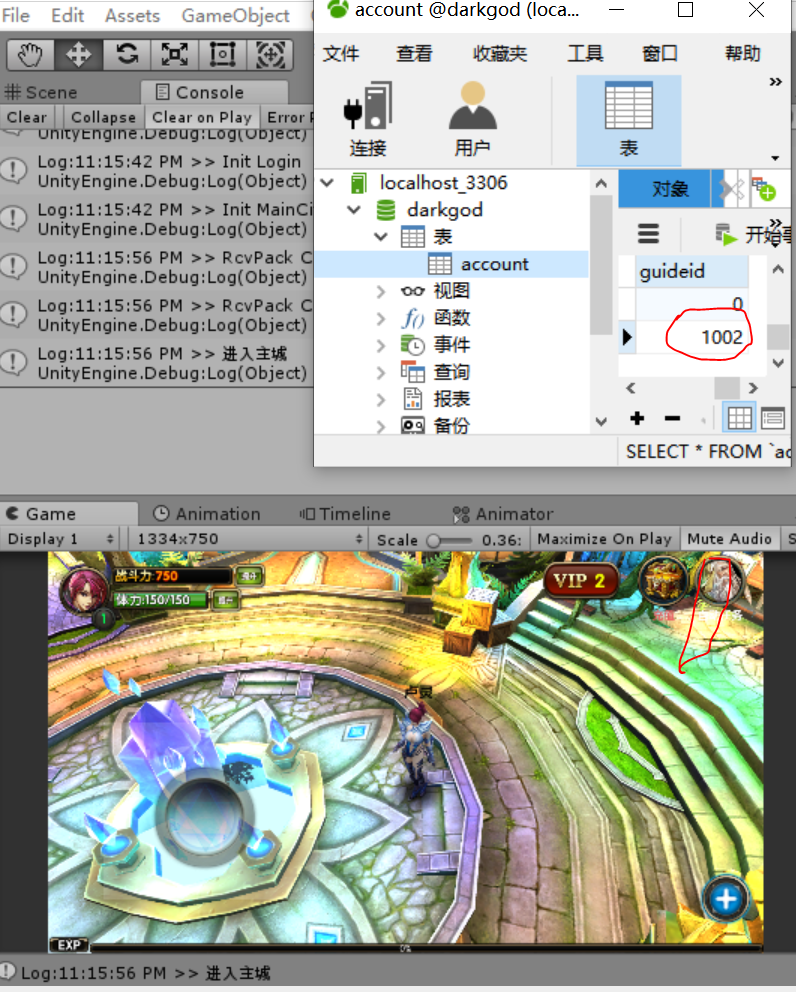 File Edit Assets GameObject
Scene Console
Clear Collapse Clear on Play Error P
UnityEngine.Debug:Log(Object)
Log:11:15:42 PM >> Init Login
UnityEngine.Debug:Log(Object)
Log:11:15:42 PM >> Init MainCi
UnityEngine.Debug:Log(Object)
Log:11:15:56 PM >> RcvPack C
UnityEngine.Debug:Log(Object)
Log:11:15:56 PM >> RcvPack C
UnityEngine.Debug:Log(Object)
Log:11:15:56 PM >> 进入主城
UnityEngine.Debug:Log(Object)
account @darkgod (loca...
文件 查看 收藏夹 工具 窗口 帮助
连接 用户 表
localhost_3306
darkgod
表
account
视图
f()
函数
事件
查询
报表
备份
对象
开始事
guideid
0
1002
SELECT * FROM `ac
Game Animation Timeline Animator
Display 1 1334x750 Scale 0.36: Maximize On Play Mute Audio S
战斗力:750
体力:150/150
1
VIP 2
EXP
0%
Log:11:15:56 PM >> 进入主城